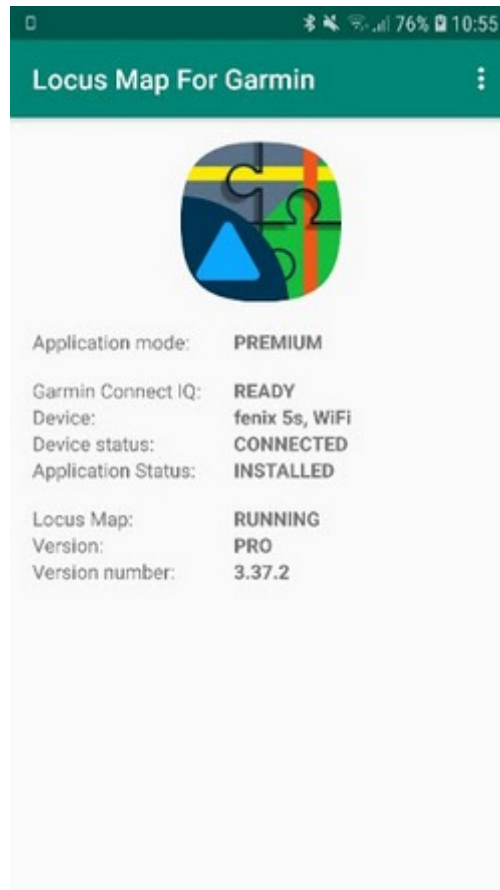 76% 10:55
Locus Map For Garmin
Application mode: PREMIUM
Garmin Connect IQ: READY
Device: fenix 5s, WiFi
Device status: CONNECTED
Application Status: INSTALLED
Locus Map: RUNNING
Version: PRO
Version number: 3.37.2